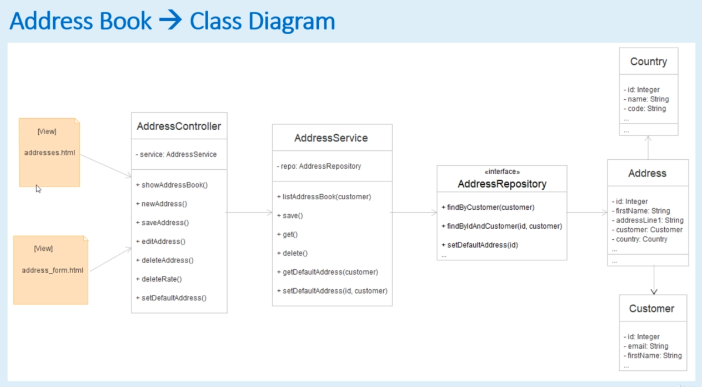 Address Book → Class Diagram
[View]
addresses.html
[View]
address_form.html
AddressController
- service: AddressService
+ showAddressBook()
+ newAddress()
+ saveAddress()
+ editAddress()
+ deleteAddress()
+ deleteRate()
+ setDefaultAddress()
AddressService
- repo: AddressRepository
+ listAddressBook(customer)
+ save()
+ get()
+ delete()
+ getDefaultAddress(customer)
+ setDefaultAddress(id, customer)
«interface»
AddressRepository
+ findByCustomer(customer)
+ findByIdAndCustomer(id, customer)
+ setDefaultAddress(id)
...
Country
- id: Integer
- name: String
- code: String
...
...
Address
- id: Integer
- firstName: String
- addressLine1: String
- customer: Customer
- country: Country
...
...
Customer
- id: Integer
- email: String
- firstName: String
...